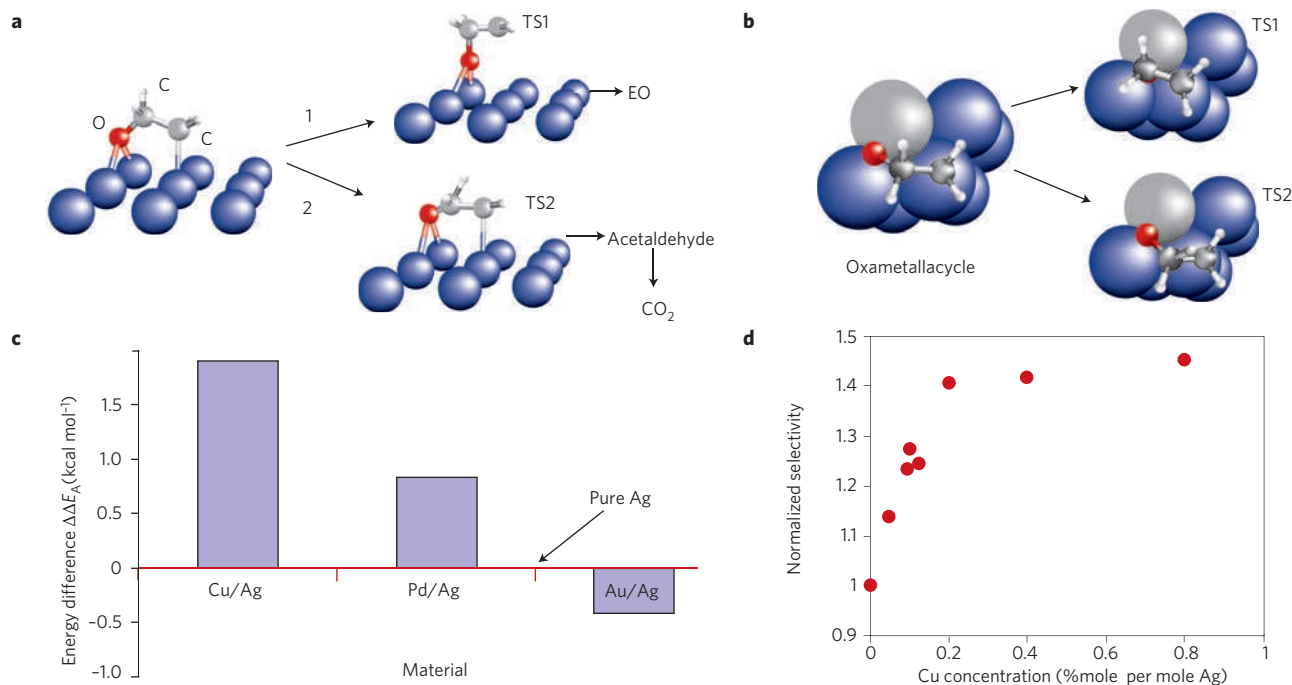 a
C
O
C
1
2
TS1
EO
TS2
Acetaldehyde
CO2
b
Oxametallacycle
TS1
TS2
c
Energy difference ΔΔEA (kcal mol–1)
1.5
1.0
0.5
0
–0.5
–1.0
Cu/Ag
Pd/Ag
Au/Ag
Pure Ag
Material
d
Normalized selectivity
1.5
1.4
1.3
1.2
1.1
1
0.9
0 0.2 0.4 0.6 0.8 1
Cu concentration (%mole per mole Ag)